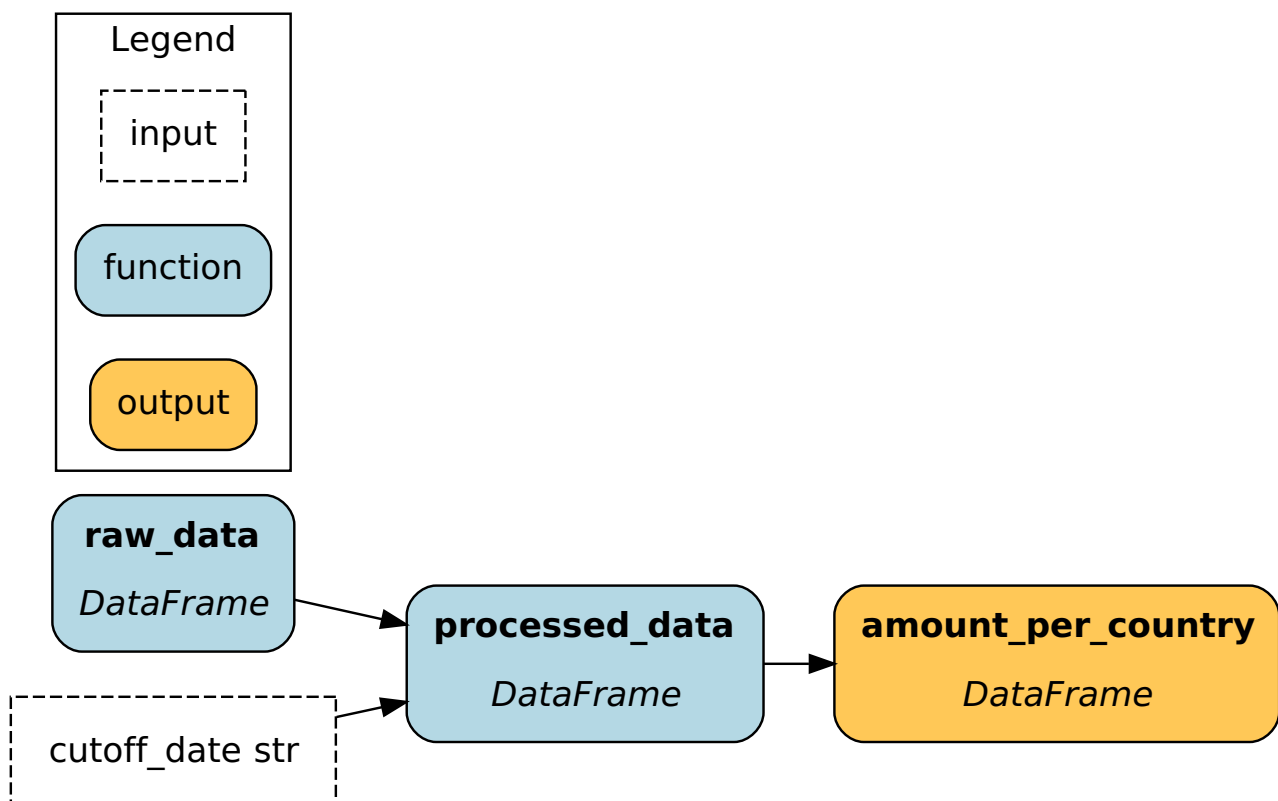 Legend
input
function
output
raw_data
DataFrame
processed_data
DataFrame
amount_per_country
DataFrame
cutoff_date str